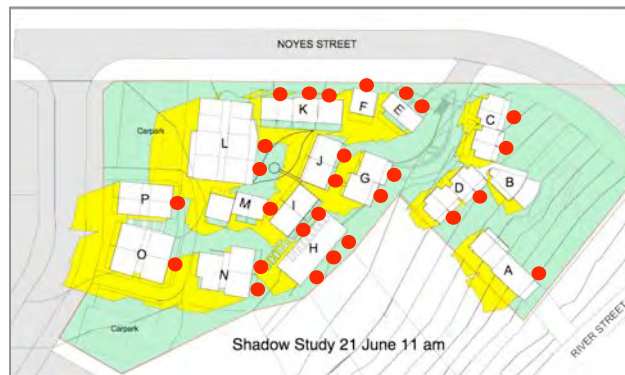 NOYES STREET
Carpark
K
F
E
C
L
J
G
B
D
P
M
I
H
O
N
A
Carpark
Shadow Study 21 June 11 am
RIVER STREET